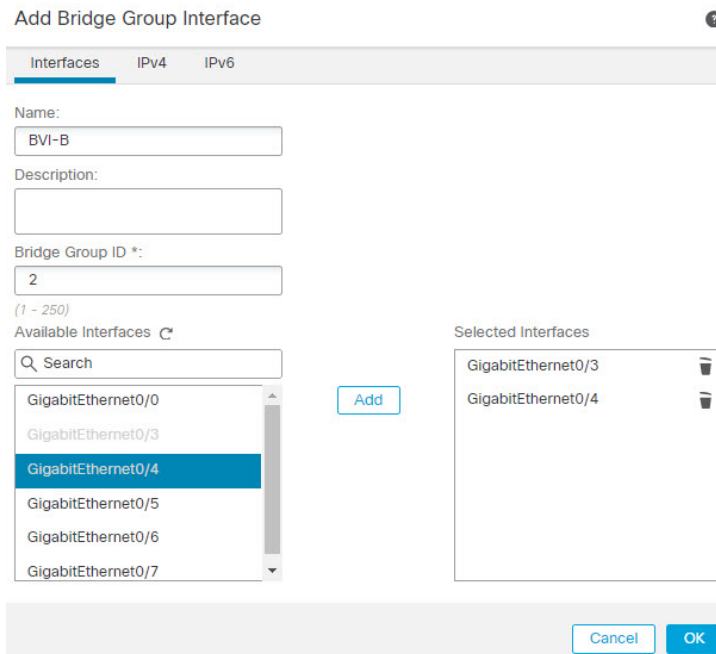 Add Bridge Group Interface
?
Interfaces IPv4 IPv6
Name:
BVI-B
Description:
Bridge Group ID *:
2
(1 - 250)
Available Interfaces
Search
GigabitEthernet0/0
GigabitEthernet0/3
GigabitEthernet0/4
GigabitEthernet0/5
GigabitEthernet0/6
GigabitEthernet0/7
Add
Selected Interfaces
GigabitEthernet0/3
GigabitEthernet0/4
Cancel OK